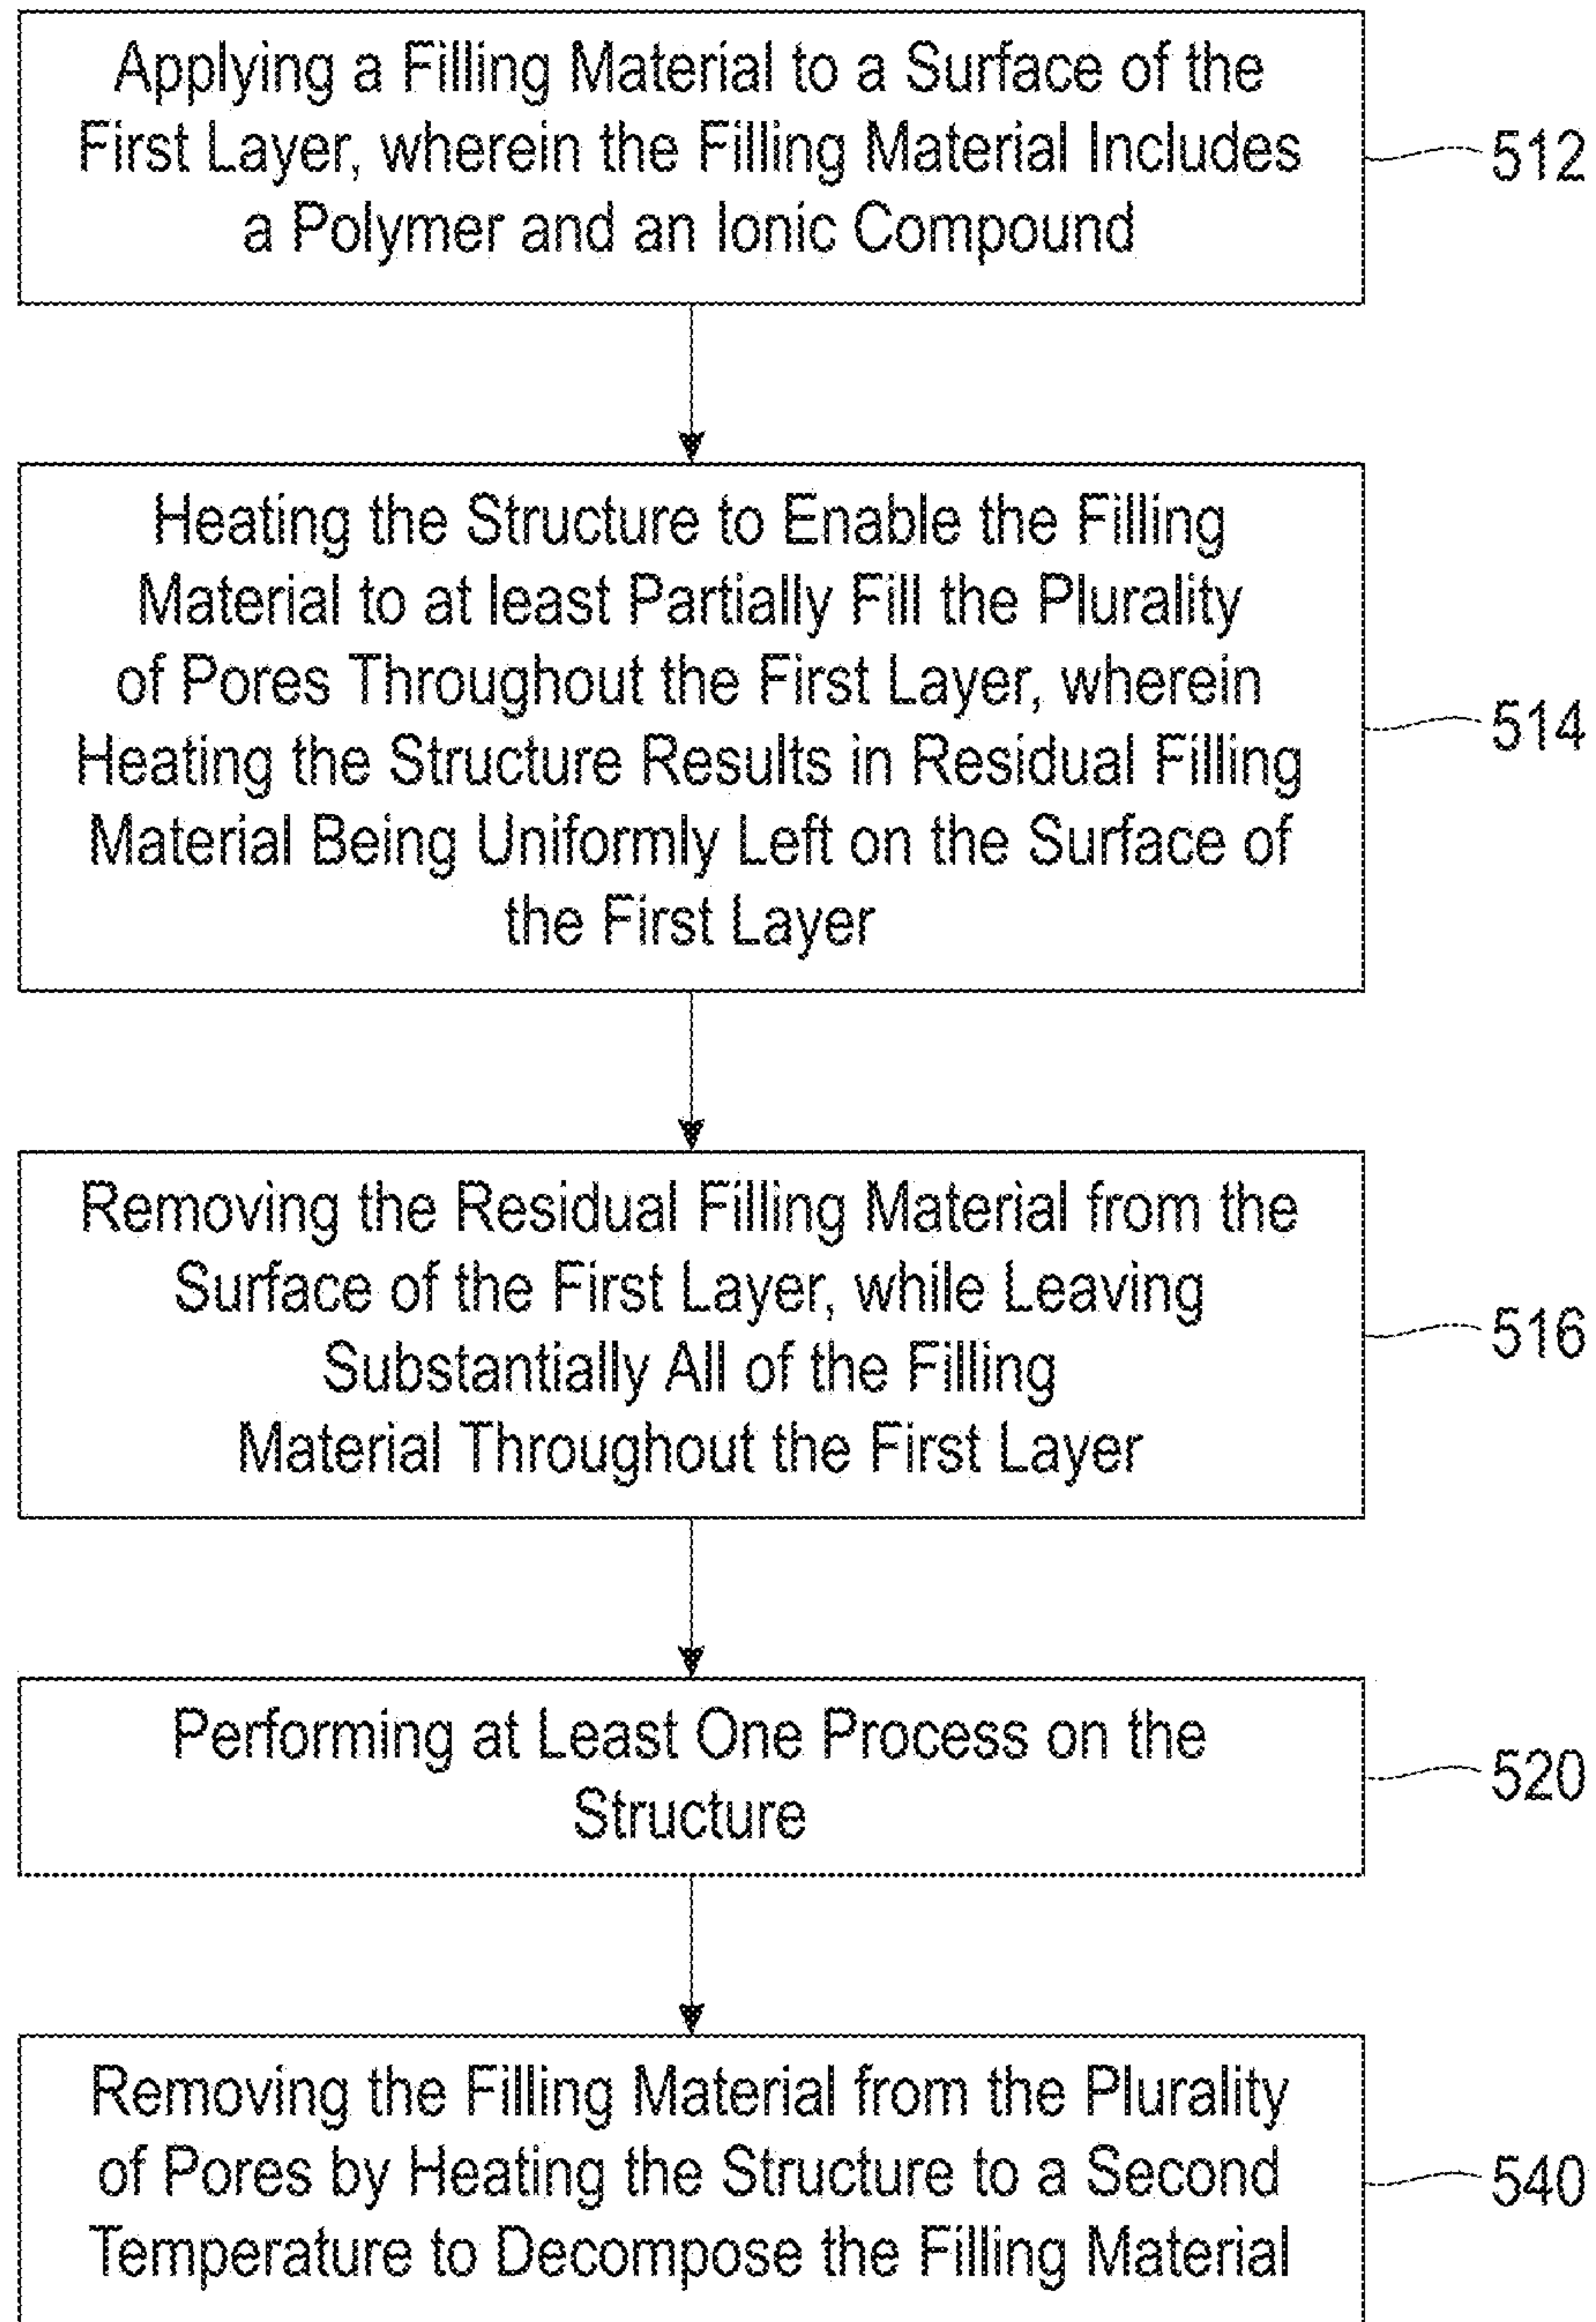 Applying a Filling Material to a Surface of the
First Layer, wherein the Filling Material Includes
a Polymer and an Ionic Compound
512
Heating the Structure to Enable the Filling
Material to at least Partially Fill the Plurality
of Pores Throughout the First Layer, wherein
Heating the Structure Results in Residual Filling
Material Being Uniformly Left on the Surface of
the First Layer
514
Removing the Residual Filling Material from the
Surface of the First Layer, while Leaving
Substantially All of the Filling
Material Throughout the First Layer
516
Performing at Least One Process on the
Structure
520
Removing the Filling Material from the Plurality
of Pores by Heating the Structure to a Second
Temperature to Decompose the Filling Material
540